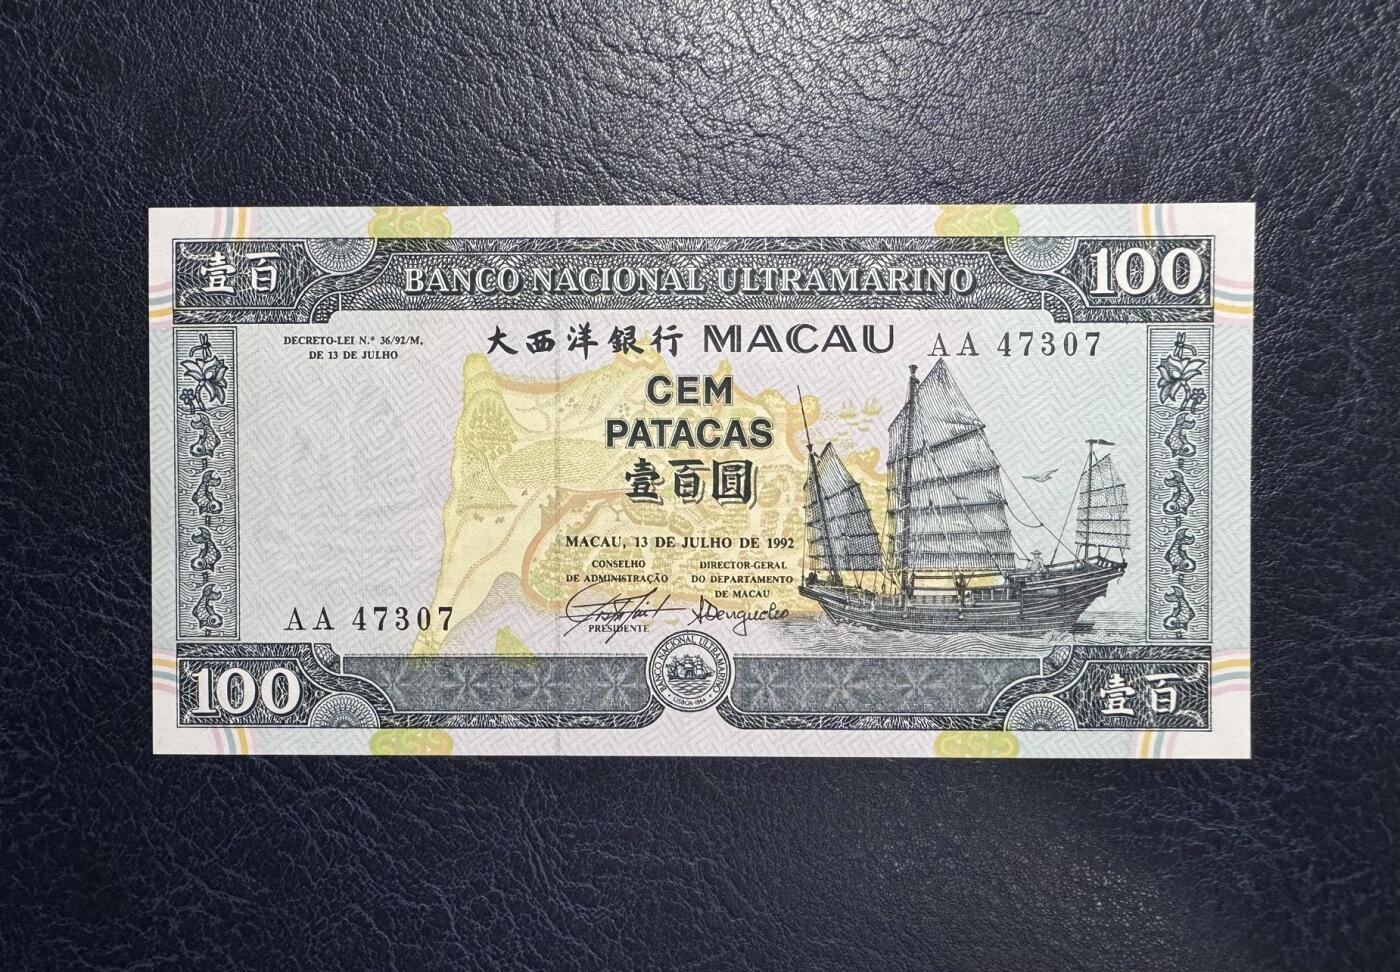 壹百 BANCO NACIONAL ULTRAMARINO 100
DECRETO-LEI N.º 36/92/M,
DE 13 DE JULHO
大西洋銀行 MACAU AA 47307
CEM
PATACAS
壹百圓
MACAU, 13 DE JULHO DE 1992
CONSELHO
DE ADMINISTRAÇÃO
DIRECTOR-GERAL
DO DEPARTAMENTO
DE MACAU
AA 47307
PRESIDENTE
BANCO NACIONAL ULTRAMARINO
LISBOA-1864
100 壹百